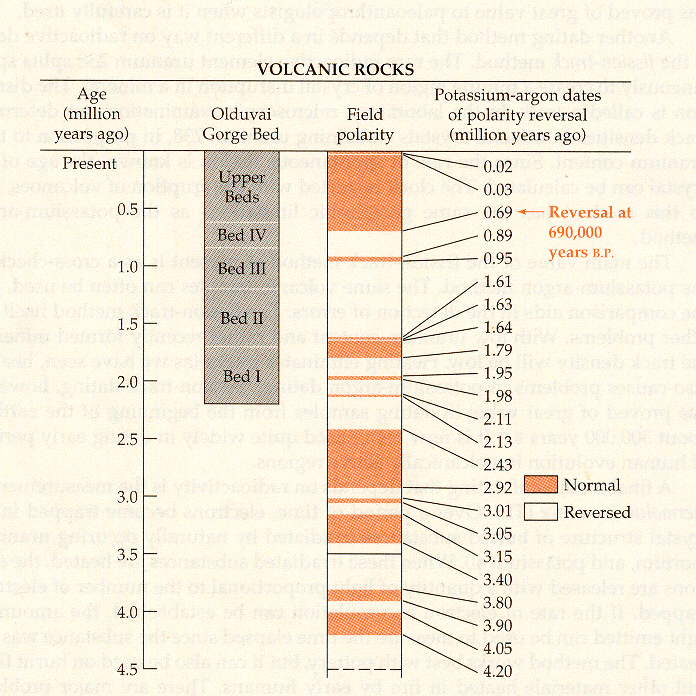 VOLCANIC ROCKS
Age
(million
years ago)
Olduvai
Gorge Bed
Field
polarity
Potassium-argon dates
of polarity reversal
(million years ago)
Present
0.5
1.0
1.5
2.0
2.5
3.0
3.5
4.0
4.5
Upper
Beds
Bed IV
Bed III
Bed II
Bed I
0.02
0.03
0.69
0.89
0.95
1.61
1.63
1.64
1.79
1.95
1.98
2.11
2.13
2.43
2.92
3.01
3.05
3.15
3.40
3.80
3.90
4.05
4.20
Reversal at
690,000
years B.P.
Normal
Reversed